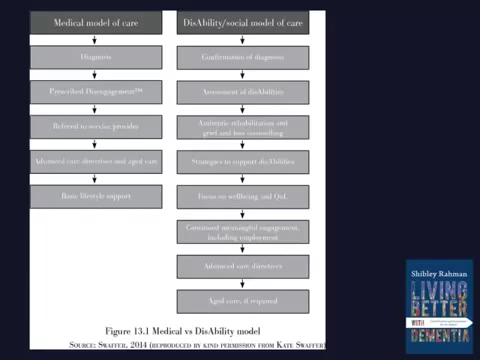 Medical model of care
Diagnosis
Prescribed Disengagement™
Referred to service provider
Advanced care directives and aged care
Basic lifestyle support
DisAbility/social model of care
Confirmation of diagnosis
Assessment of disAbilities
rehabilitation and
grief and loss counselling
Strategies to support disAbilities
Focus on wellbeing and QoL
Continued meaningful engagement,
including employment
Advanced care directives
Aged care, if required
Figure 13.1 Medical vs DisAbility model
Source: Swaffer, 2014 (reproduced by kind permission from Kate Swaffer)
Shibley Rahman
LIVING
BETTER
WITH
DEMENTIA